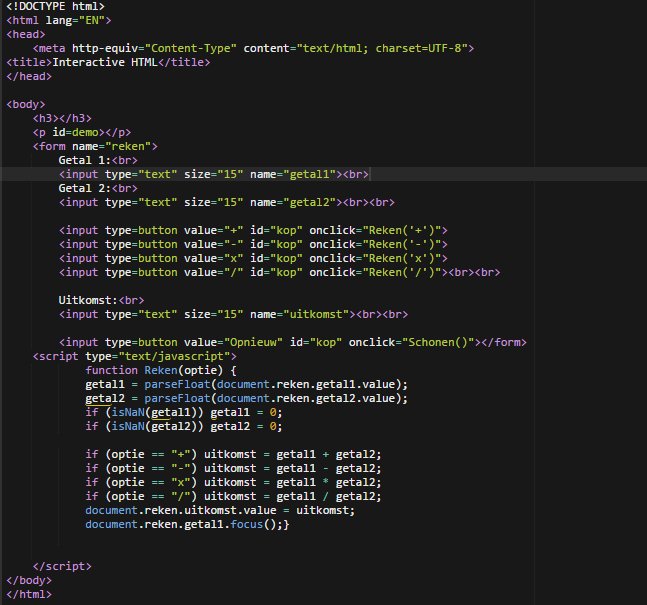 <!DOCTYPE html>
<html lang="EN">
<head>
<meta http-equiv="Content-Type" content="text/html; charset=UTF-8">
<title>Interactive HTML</title>
</head>
<body>
<h3></h3>
<p id=demo></p>
<form name="reken">
Getal 1:<br>
<input type="text" size="15" name="getal1"><br>
Getal 2:<br>
<input type="text" size="15" name="getal2"><br><br>
<input type=button value="+" id="kop" onclick="Reken('+')">
<input type=button value="-" id="kop" onclick="Reken('-')">
<input type=button value="x" id="kop" onclick="Reken('x')">
<input type=button value="/" id="kop" onclick="Reken('/')"><br><br>
Uitkomst:<br>
<input type="text" size="15" name="uitkomst"><br><br>
<input type=button value="Opnieuw" id="kop" onclick="Schonen()"></form>
<script type="text/javascript">
function Reken(optie) {
getal1 = parseFloat(document.reken.getal1.value);
getal2 = parseFloat(document.reken.getal2.value);
if (isNaN(getal1)) getal1 = 0;
if (isNaN(getal2)) getal2 = 0;
if (optie == "+") uitkomst = getal1 + getal2;
if (optie == "-") uitkomst = getal1 - getal2;
if (optie == "x") uitkomst = getal1 * getal2;
if (optie == "/") uitkomst = getal1 / getal2;
document.reken.uitkomst.value = uitkomst;
document.reken.getal1.focus();}
</script>
</body>
</html>